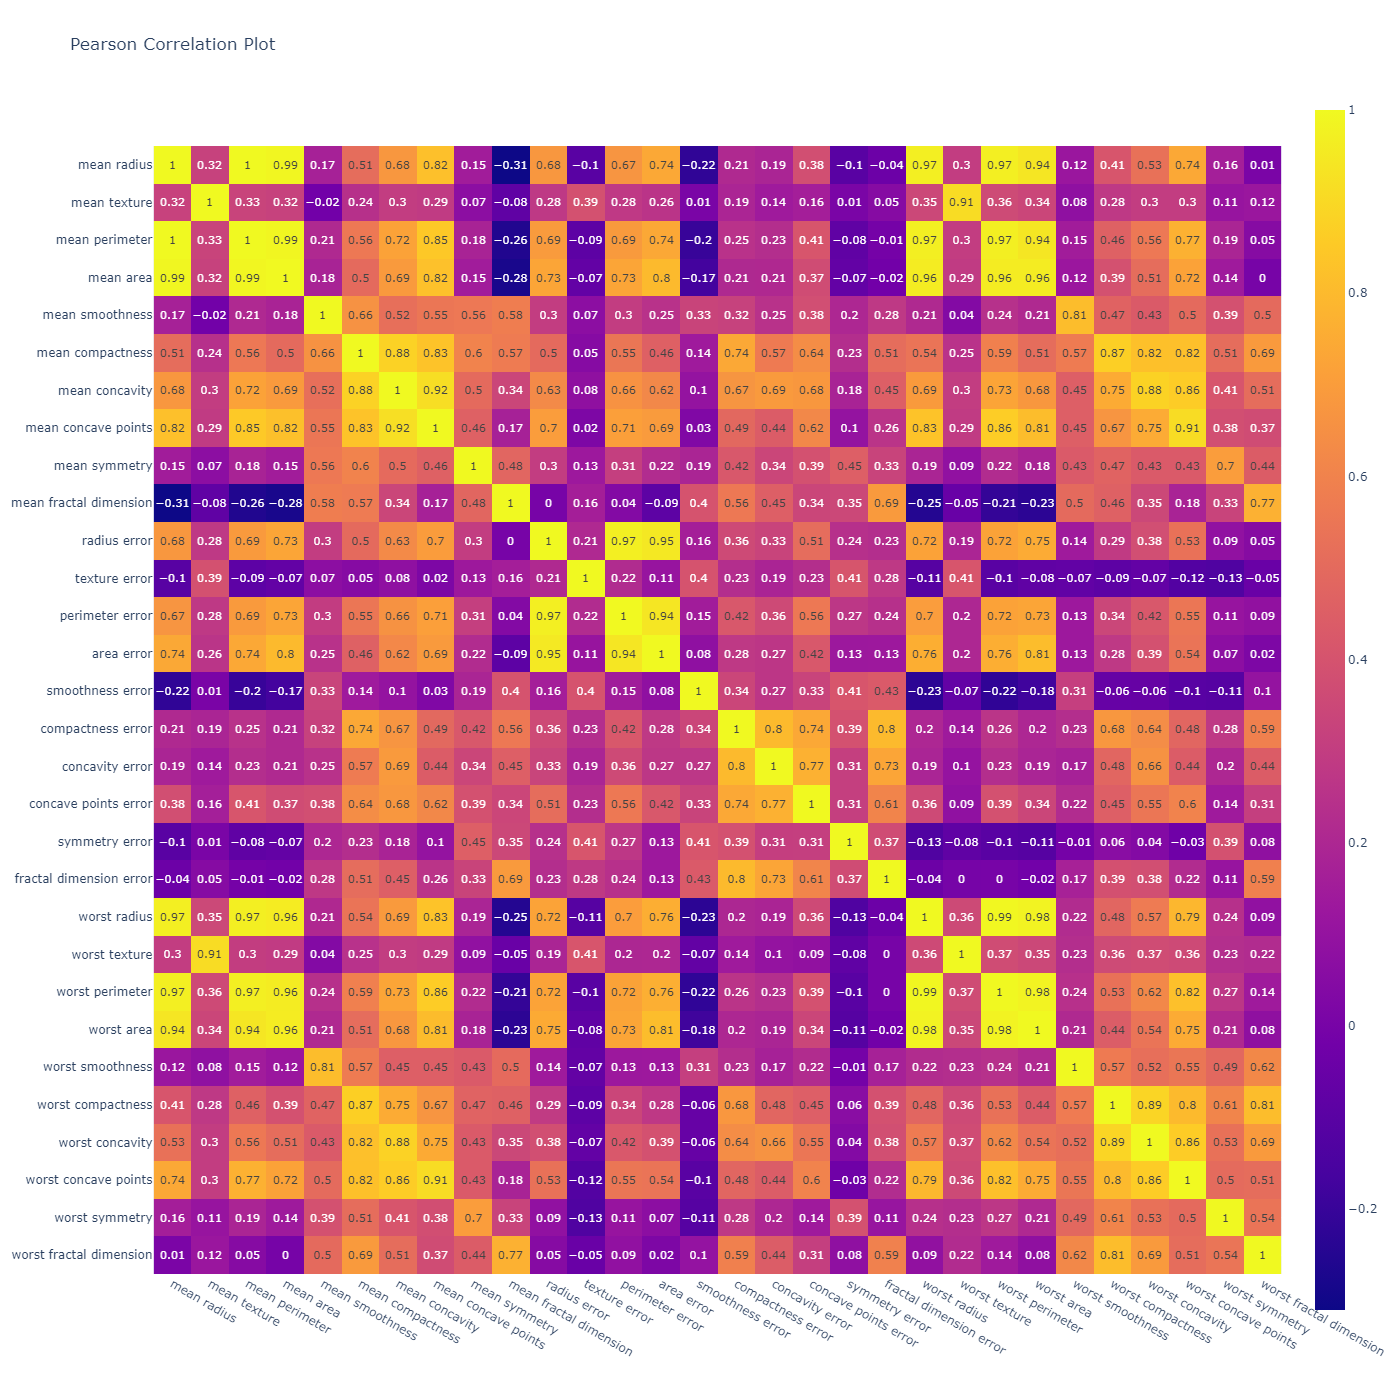 Pearson Correlation Plot
mean radius 1 0.32 1 0.99 0.17 0.51 0.68 0.82 0.15 −0.31 0.68 −0.1 0.67 0.74 −0.22 0.21 0.19 0.38 −0.1 −0.04 0.97 0.3 0.97 0.94 0.12 0.41 0.53 0.74 0.16 0.01
mean texture 0.32 1 0.33 0.32 −0.02 0.24 0.3 0.29 0.07 −0.08 0.28 0.39 0.28 0.26 0.01 0.19 0.14 0.16 0.01 0.05 0.35 0.91 0.36 0.34 0.08 0.28 0.3 0.3 0.11 0.12
mean perimeter 1 0.33 1 0.99 0.21 0.56 0.72 0.85 0.18 −0.26 0.69 −0.09 0.69 0.74 −0.2 0.25 0.23 0.41 −0.08 −0.01 0.97 0.3 0.97 0.94 0.15 0.46 0.56 0.77 0.19 0.05
mean area 0.99 0.32 0.99 1 0.18 0.5 0.69 0.82 0.15 −0.28 0.73 −0.07 0.73 0.8 −0.17 0.21 0.21 0.37 −0.07 −0.02 0.96 0.29 0.96 0.96 0.12 0.39 0.51 0.72 0.14 0
mean smoothness 0.17 −0.02 0.21 0.18 1 0.66 0.52 0.55 0.56 0.58 0.3 0.07 0.3 0.25 0.33 0.32 0.25 0.38 0.2 0.28 0.21 0.04 0.24 0.21 0.81 0.47 0.43 0.5 0.39 0.5
mean compactness 0.51 0.24 0.56 0.5 0.66 1 0.88 0.83 0.6 0.57 0.5 0.05 0.55 0.46 0.14 0.74 0.57 0.64 0.23 0.51 0.54 0.25 0.59 0.51 0.57 0.87 0.82 0.82 0.51 0.69
mean concavity 0.68 0.3 0.72 0.69 0.52 0.88 1 0.92 0.5 0.34 0.63 0.08 0.66 0.62 0.1 0.67 0.69 0.68 0.18 0.45 0.69 0.3 0.73 0.68 0.45 0.75 0.88 0.86 0.41 0.51
mean concave points 0.82 0.29 0.85 0.82 0.55 0.83 0.92 1 0.46 0.17 0.7 0.02 0.71 0.69 0.03 0.49 0.44 0.62 0.1 0.26 0.83 0.29 0.86 0.81 0.45 0.67 0.75 0.91 0.38 0.37
mean symmetry 0.15 0.07 0.18 0.15 0.56 0.6 0.5 0.46 1 0.48 0.3 0.13 0.31 0.22 0.19 0.42 0.34 0.39 0.45 0.33 0.19 0.09 0.22 0.18 0.43 0.47 0.43 0.43 0.7 0.44
mean fractal dimension −0.31 −0.08 −0.26 −0.28 0.58 0.57 0.34 0.17 0.48 1 0 0.16 0.04 −0.09 0.4 0.56 0.45 0.34 0.35 0.69 −0.25 −0.05 −0.21 −0.23 0.5 0.46 0.35 0.18 0.33 0.77
radius error 0.68 0.28 0.69 0.73 0.3 0.5 0.63 0.7 0.3 0 1 0.21 0.97 0.95 0.16 0.36 0.33 0.51 0.24 0.23 0.72 0.19 0.72 0.75 0.14 0.29 0.38 0.53 0.09 0.05
texture error −0.1 0.39 −0.09 −0.07 0.07 0.05 0.08 0.02 0.13 0.16 0.21 1 0.22 0.11 0.4 0.23 0.19 0.23 0.41 0.28 −0.11 0.41 −0.1 −0.08 −0.07 −0.09 −0.07 −0.12 −0.13 −0.05
perimeter error 0.67 0.28 0.69 0.73 0.3 0.55 0.66 0.71 0.31 0.04 0.97 0.22 1 0.94 0.15 0.42 0.36 0.56 0.27 0.24 0.7 0.2 0.72 0.73 0.13 0.34 0.42 0.55 0.11 0.09
area error 0.74 0.26 0.74 0.8 0.25 0.46 0.62 0.69 0.22 −0.09 0.95 0.11 0.94 1 0.08 0.28 0.27 0.42 0.13 0.13 0.76 0.2 0.76 0.81 0.13 0.28 0.39 0.54 0.07 0.02
smoothness error −0.22 0.01 −0.2 −0.17 0.33 0.14 0.1 0.03 0.19 0.4 0.16 0.4 0.15 0.08 1 0.34 0.27 0.33 0.41 0.43 −0.23 −0.07 −0.22 −0.18 0.31 −0.06 −0.06 −0.1 −0.11 0.1
compactness error 0.21 0.19 0.25 0.21 0.32 0.74 0.67 0.49 0.42 0.56 0.36 0.23 0.42 0.28 0.34 1 0.8 0.74 0.39 0.8 0.2 0.14 0.26 0.2 0.23 0.68 0.64 0.48 0.28 0.59
concavity error 0.19 0.14 0.23 0.21 0.25 0.57 0.69 0.44 0.34 0.45 0.33 0.19 0.36 0.27 0.27 0.8 1 0.77 0.31 0.73 0.19 0.1 0.23 0.19 0.17 0.48 0.66 0.44 0.2 0.44
concave points error 0.38 0.16 0.41 0.37 0.38 0.64 0.68 0.62 0.39 0.34 0.51 0.23 0.56 0.42 0.33 0.74 0.77 1 0.31 0.61 0.36 0.09 0.39 0.34 0.22 0.45 0.55 0.6 0.14 0.31
symmetry error −0.1 0.01 −0.08 −0.07 0.2 0.23 0.18 0.1 0.45 0.35 0.24 0.41 0.27 0.13 0.41 0.39 0.31 0.31 1 0.37 −0.13 −0.08 −0.1 −0.11 −0.01 0.06 0.04 −0.03 0.39 0.08
fractal dimension error −0.04 0.05 −0.01 −0.02 0.28 0.51 0.45 0.26 0.33 0.69 0.23 0.28 0.24 0.13 0.43 0.8 0.73 0.61 0.37 1 −0.04 0 0 −0.02 0.17 0.39 0.38 0.22 0.11 0.59
worst radius 0.97 0.35 0.97 0.96 0.21 0.54 0.69 0.83 0.19 −0.25 0.72 −0.11 0.7 0.76 −0.23 0.2 0.19 0.36 −0.13 −0.04 1 0.36 0.99 0.98 0.22 0.48 0.57 0.79 0.24 0.09
worst texture 0.3 0.91 0.3 0.29 0.04 0.25 0.3 0.29 0.09 −0.05 0.19 0.41 0.2 0.2 −0.07 0.14 0.1 0.09 −0.08 0 0.36 1 0.37 0.35 0.23 0.36 0.37 0.36 0.23 0.22
worst perimeter 0.97 0.36 0.97 0.96 0.24 0.59 0.73 0.86 0.22 −0.21 0.72 −0.1 0.72 0.76 −0.22 0.26 0.23 0.39 −0.1 0 0.99 0.37 1 0.98 0.24 0.53 0.62 0.82 0.27 0.14
worst area 0.94 0.34 0.94 0.96 0.21 0.51 0.68 0.81 0.18 −0.23 0.75 −0.08 0.73 0.81 −0.18 0.2 0.19 0.34 −0.11 −0.02 0.98 0.35 0.98 1 0.21 0.44 0.54 0.75 0.21 0.08
worst smoothness 0.12 0.08 0.15 0.12 0.81 0.57 0.45 0.45 0.43 0.5 0.14 −0.07 0.13 0.13 0.31 0.23 0.17 0.22 −0.01 0.17 0.22 0.23 0.24 0.21 1 0.57 0.52 0.55 0.49 0.62
worst compactness 0.41 0.28 0.46 0.39 0.47 0.87 0.75 0.67 0.47 0.46 0.29 −0.09 0.34 0.28 −0.06 0.68 0.48 0.45 0.06 0.39 0.48 0.36 0.53 0.44 0.57 1 0.89 0.8 0.61 0.81
worst concavity 0.53 0.3 0.56 0.51 0.43 0.82 0.88 0.75 0.43 0.35 0.38 −0.07 0.42 0.39 −0.06 0.64 0.66 0.55 0.04 0.38 0.57 0.37 0.62 0.54 0.52 0.89 1 0.86 0.53 0.69
worst concave points 0.74 0.3 0.77 0.72 0.5 0.82 0.86 0.91 0.43 0.18 0.53 −0.12 0.55 0.54 −0.1 0.48 0.44 0.6 −0.03 0.22 0.79 0.36 0.82 0.75 0.55 0.8 0.86 1 0.5 0.51
worst symmetry 0.16 0.11 0.19 0.14 0.39 0.51 0.41 0.38 0.7 0.33 0.09 −0.13 0.11 0.07 −0.11 0.28 0.2 0.14 0.39 0.11 0.24 0.23 0.27 0.21 0.49 0.61 0.53 0.5 1 0.54
worst fractal dimension 0.01 0.12 0.05 0 0.5 0.69 0.51 0.37 0.44 0.77 0.05 −0.05 0.09 0.02 0.1 0.59 0.44 0.31 0.08 0.59 0.09 0.22 0.14 0.08 0.62 0.81 0.69 0.51 0.54 1
mean radius
mean texture
mean perimeter
mean area
mean smoothness
mean compactness
mean concavity
mean concave points
mean symmetry
mean fractal dimension
radius error
texture error
perimeter error
area error
smoothness error
compactness error
concavity error
concave points error
symmetry error
fractal dimension error
worst radius
worst texture
worst perimeter
worst area
worst smoothness
worst compactness
worst concavity
worst concave points
worst symmetry
worst fractal dimension
1
0.8
0.6
0.4
0.2
0
−0.2